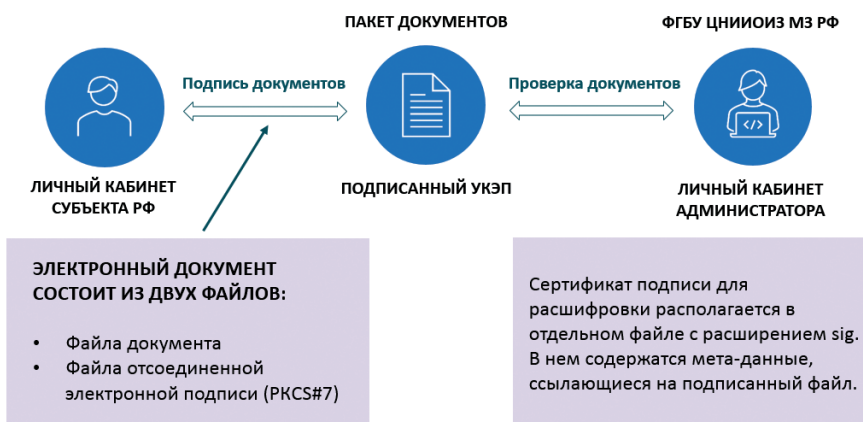 ПАКЕТ ДОКУМЕНТОВ
ФГБУ ЦНИИОИЗ МЗ РФ
Подпись документов
Проверка документов
</>
ЛИЧНЫЙ КАБИНЕТ
СУБЪЕКТА РФ
ПОДПИСАННЫЙ УКЭП
ЛИЧНЫЙ КАБИНЕТ
АДМИНИСТРАТОРА
ЭЛЕКТРОННЫЙ ДОКУМЕНТ
СОСТОИТ ИЗ ДВУХ ФАЙЛОВ:
• Файла документа
• Файла отсоединенной
электронной подписи (PKCS#7)
Сертификат подписи для
расшифровки располагается в
отдельном файле с расширением sig.
В нем содержатся мета-данные,
ссылающиеся на подписанный файл.